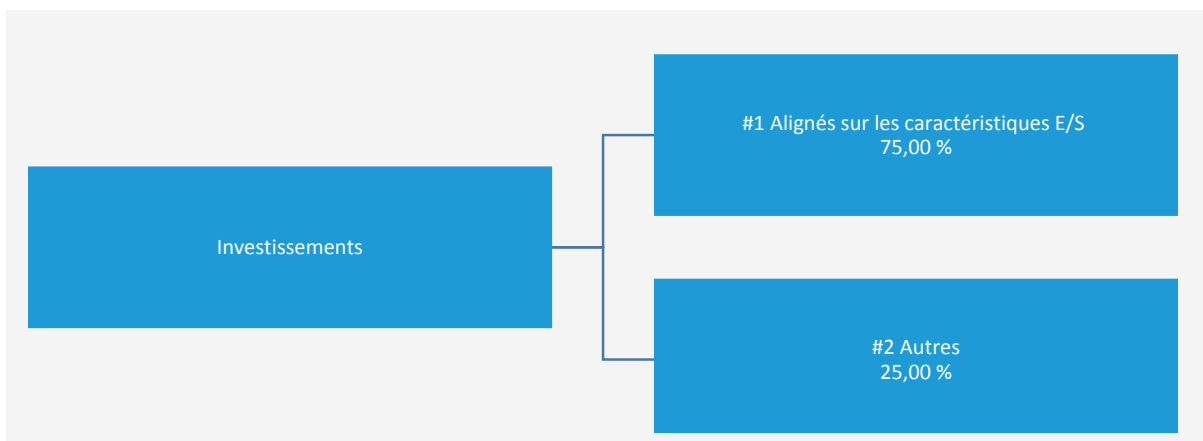 Investissements
#1 Alignés sur les caractéristiques E/S
75,00 %
#2 Autres
25,00 %